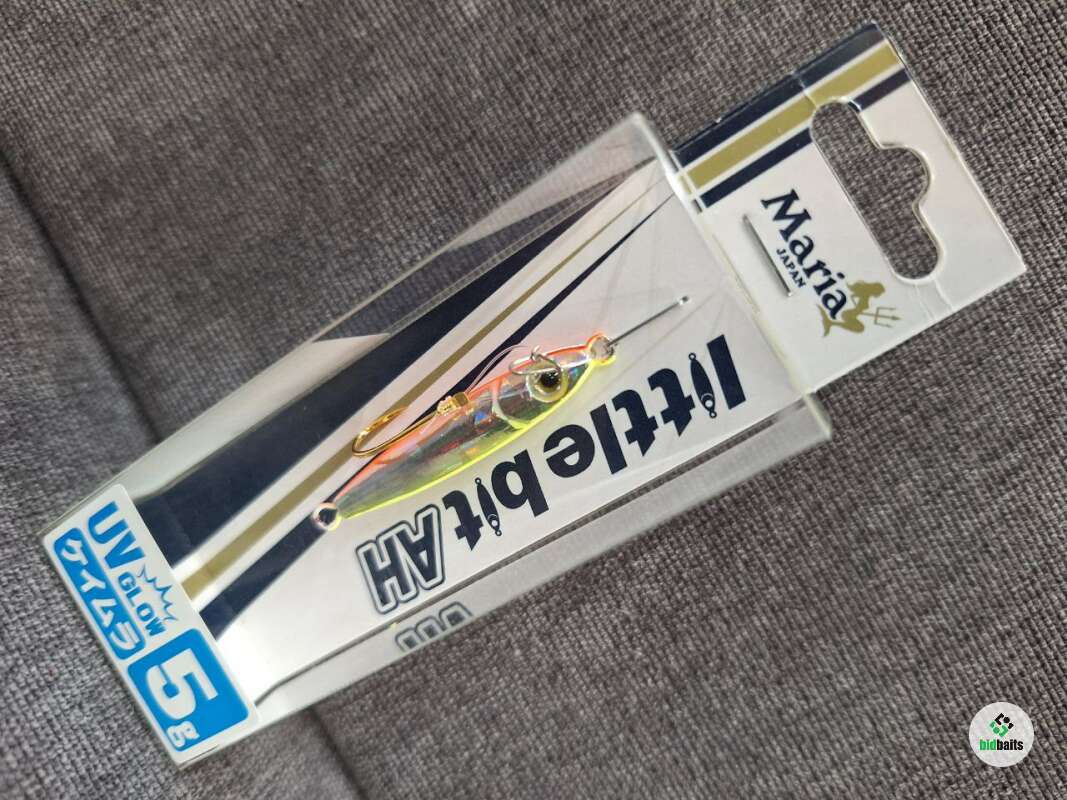 Maria
JAPAN
little bit
AH
UV
GLOW
ケイムラ
5g
bidbaits